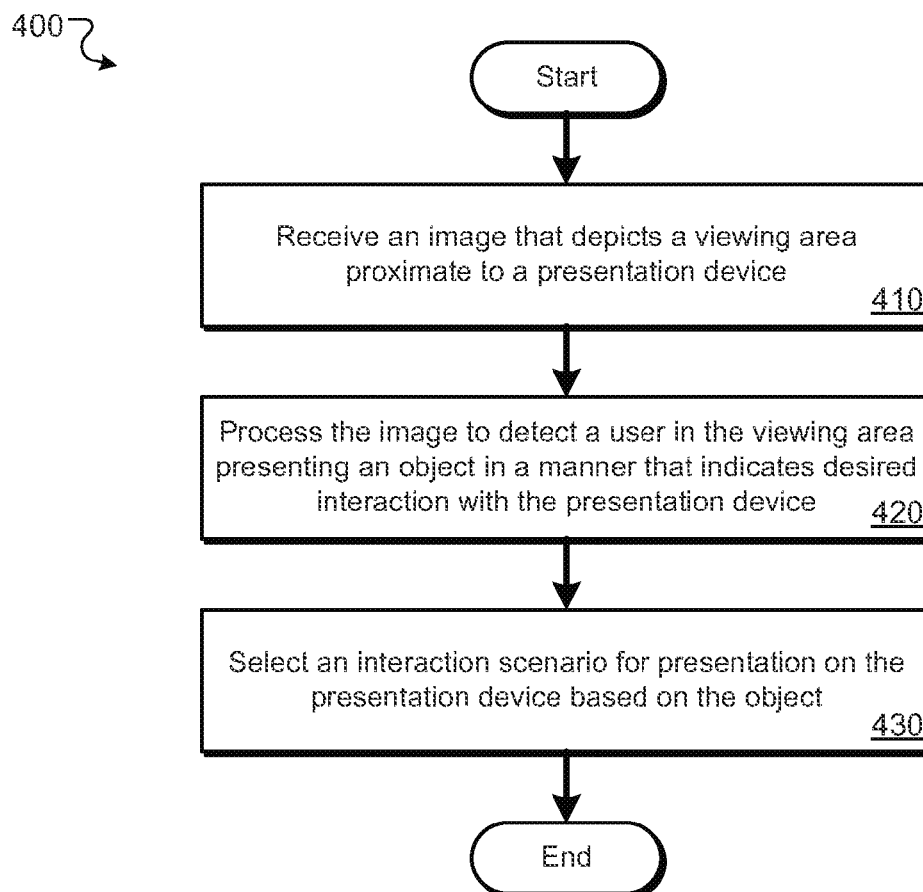 400
Start
Receive an image that depicts a viewing area
proximate to a presentation device
410
Process the image to detect a user in the viewing area
presenting an object in a manner that indicates desired
interaction with the presentation device
420
Select an interaction scenario for presentation on the
presentation device based on the object
430
End